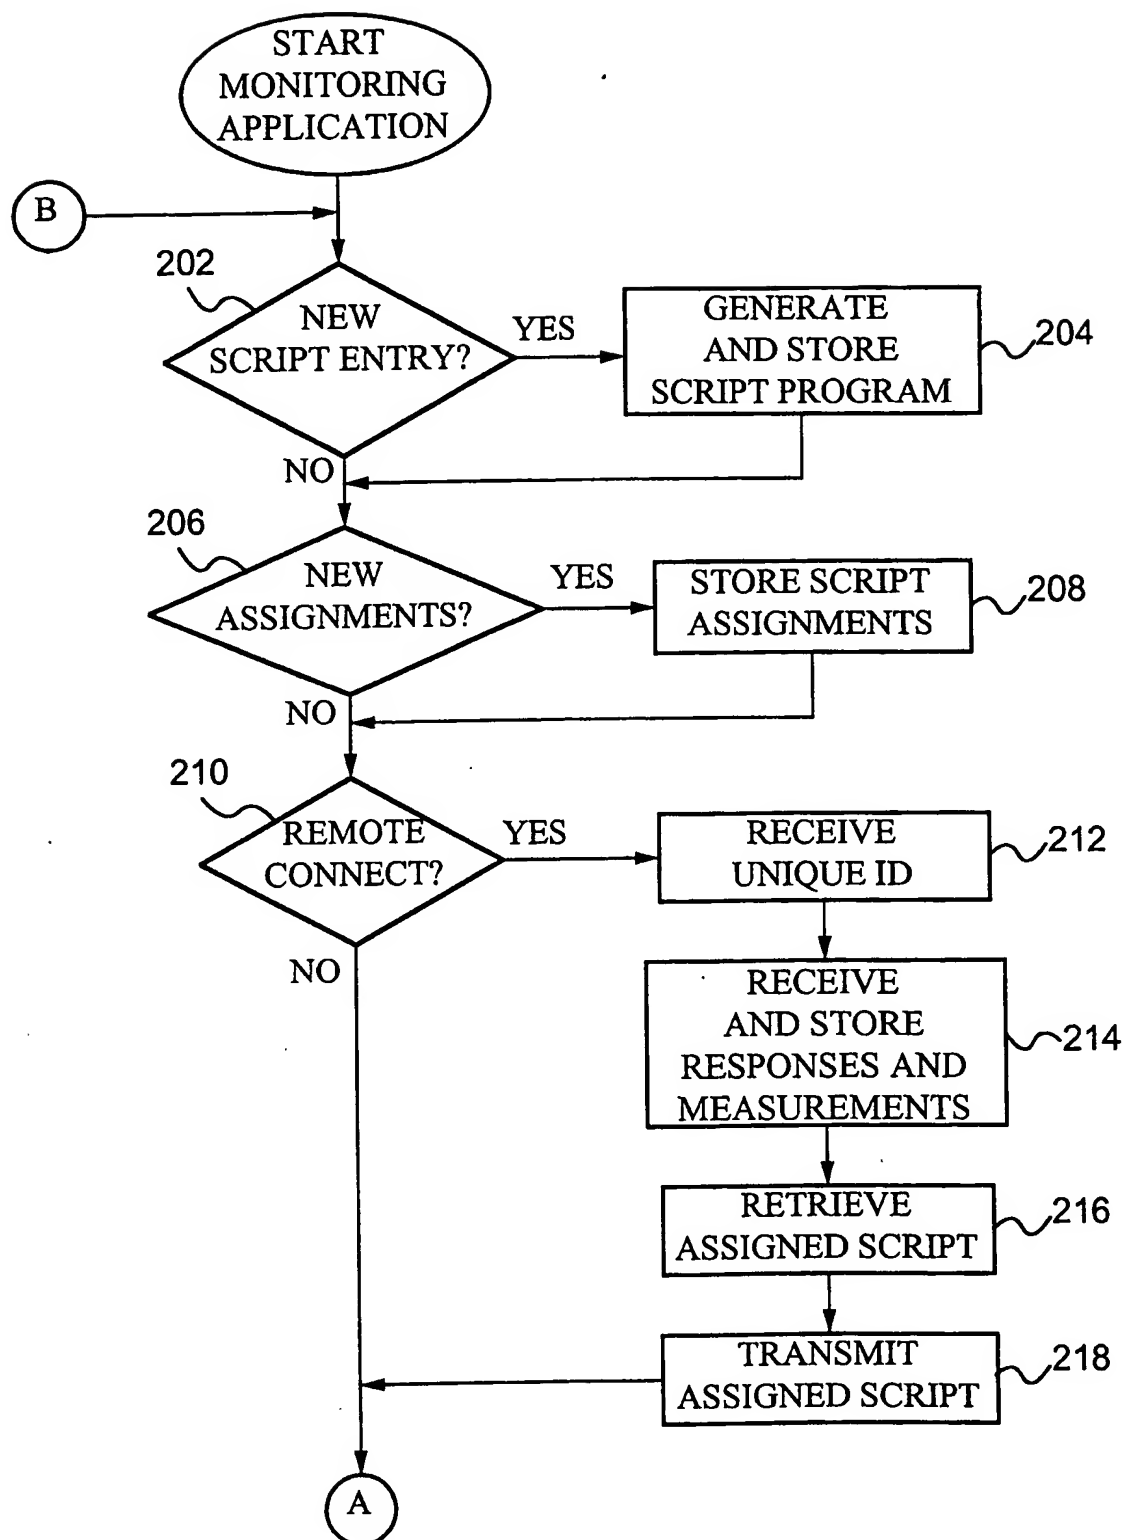 START
MONITORING
APPLICATION
B
202
NEW
SCRIPT ENTRY?
YES
GENERATE
AND STORE
SCRIPT PROGRAM
204
NO
206
NEW
ASSIGNMENTS?
YES
STORE SCRIPT
ASSIGNMENTS
208
NO
210
REMOTE
CONNECT?
YES
RECEIVE
UNIQUE ID
212
NO
RECEIVE
AND STORE
RESPONSES AND
MEASUREMENTS
214
RETRIEVE
ASSIGNED SCRIPT
216
TRANSMIT
ASSIGNED SCRIPT
218
A